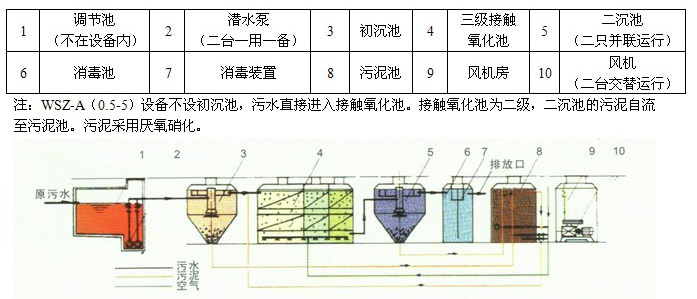 1 调节池（不在设备内） 2 潜水泵（二台一用一备） 3 初沉池 4 三级接触氧化池 5 二沉池（二只并联运行）
6 消毒池 7 消毒装置 8 污泥池 9 风机房 10 风机（二台交替运行）
注：WSZ-A（0.5-5）设备不设初沉池，污水直接进入接触氧化池。接触氧化池为二级，二沉池的污泥自流
至污泥池。污泥采用厌氧硝化。
1 2 3 4 5 6 7 排放口 8 9 10
原污水
污水
污泥
空气